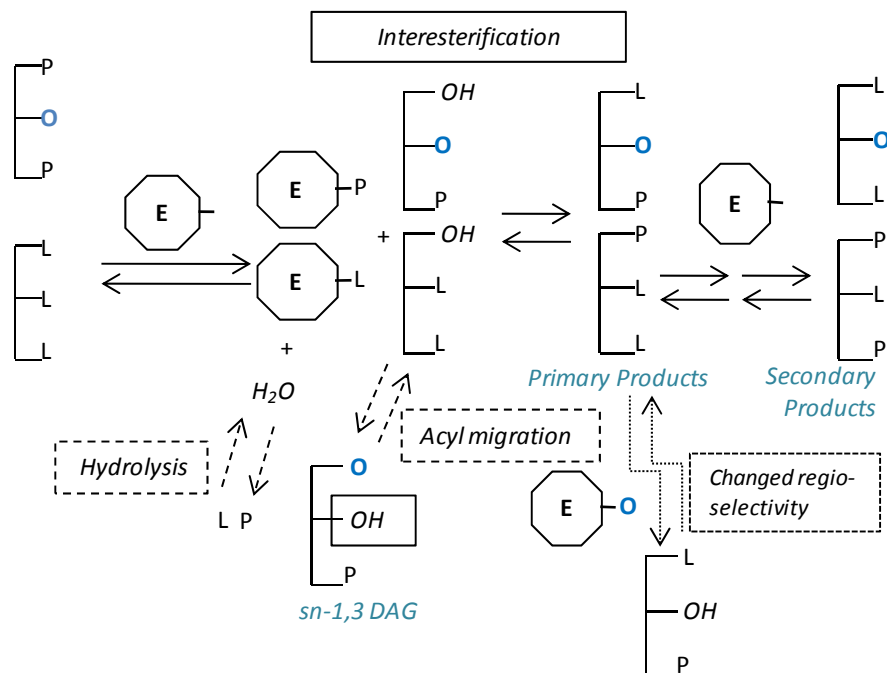 Interesterification
P
O
P
L
L
L
E
E
P
E
L
+
H₂O
+
OH
O
P
OH
L
L
L
O
P
P
L
L
Primary Products
E
L
O
L
P
L
P
Secondary
Products
Hydrolysis
L P
Acyl migration
O
OH
P
sn-1,3 DAG
E
O
Changed regio-
selectivity
L
OH
P